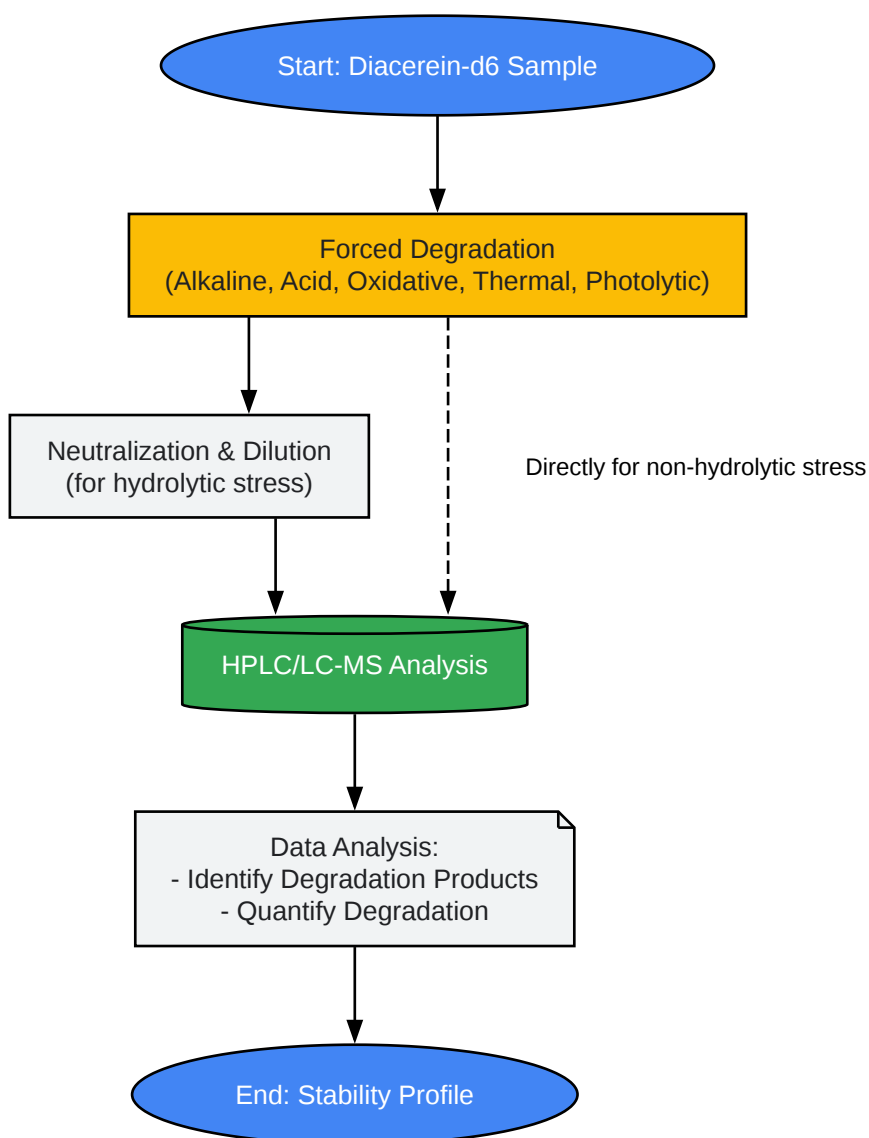 Start: Diacerein-d6 Sample
Forced Degradation
(Alkaline, Acid, Oxidative, Thermal, Photolytic)
Neutralization & Dilution
(for hydrolytic stress)
Directly for non-hydrolytic stress
HPLC/LC-MS Analysis
Data Analysis:
- Identify Degradation Products
- Quantify Degradation
End: Stability Profile